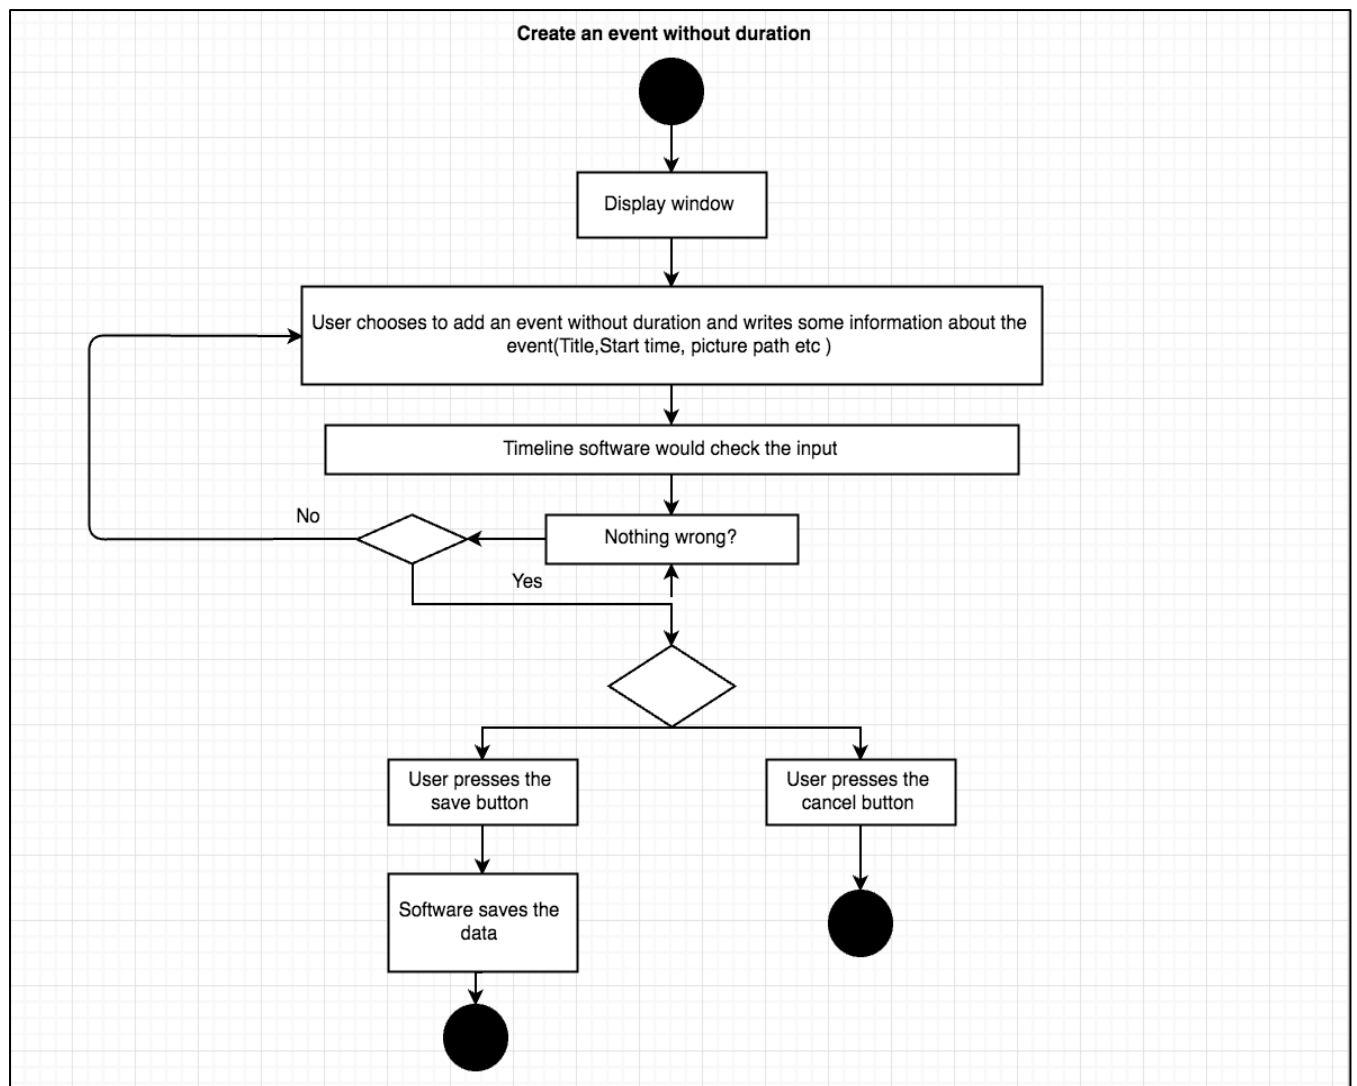 Create an event without duration
Display window
User chooses to add an event without duration and writes some information about the
event(Title,Start time, picture path etc )
Timeline software would check the input
No
Nothing wrong?
Yes
User presses the
save button
User presses the
cancel button
Software saves the
data